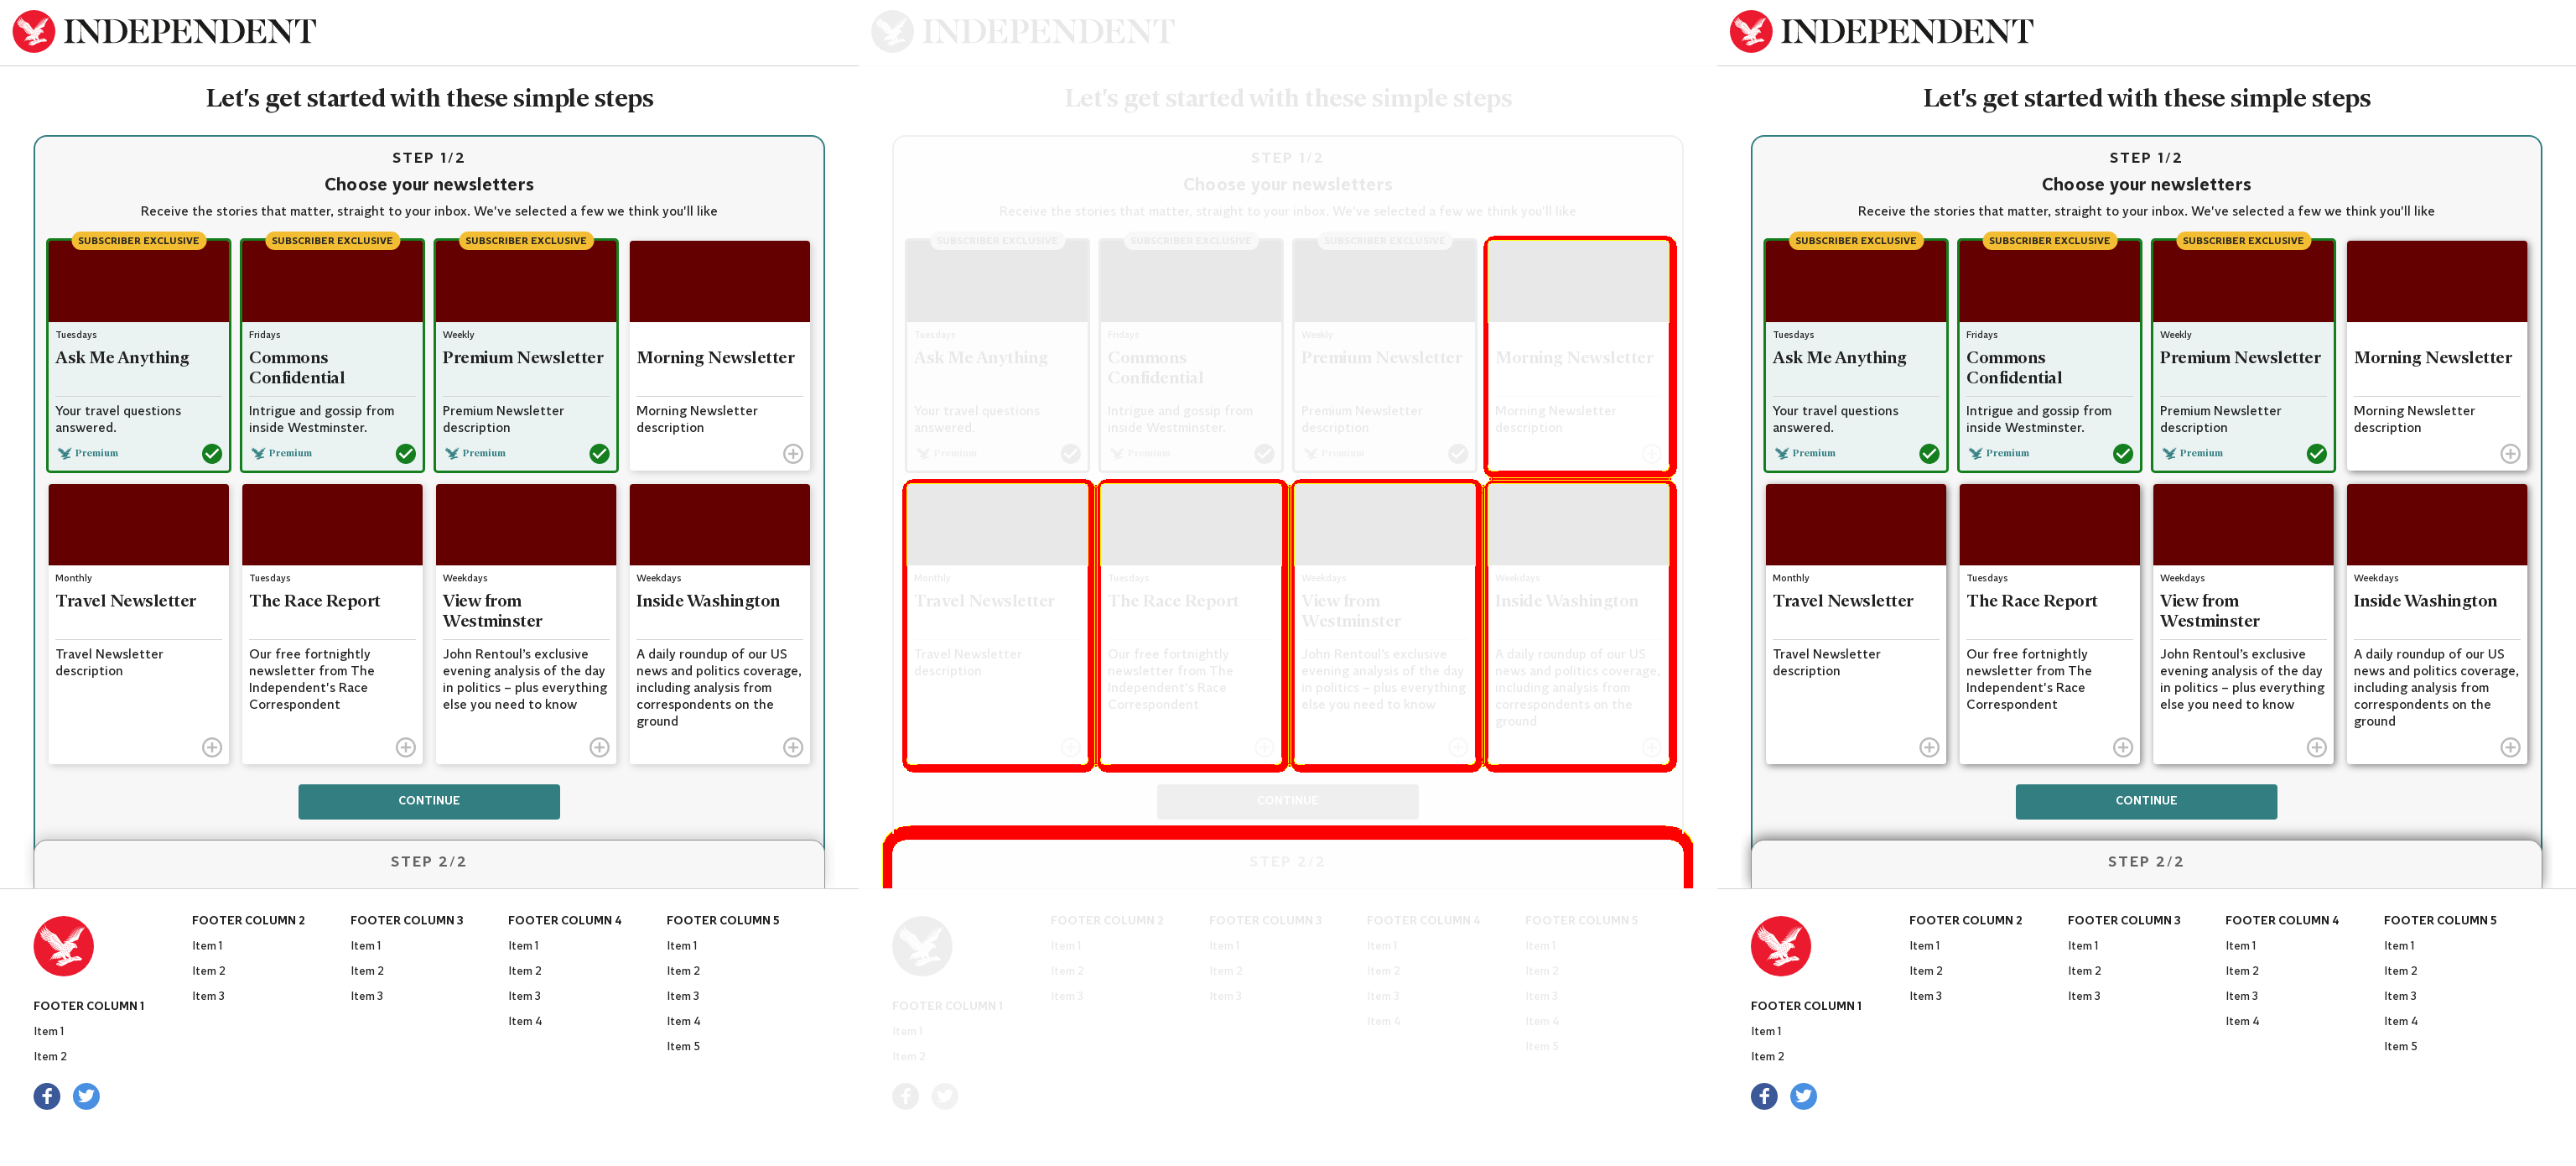 INDEPENDENT
Let's get started with these simple steps
STEP 1/2
Choose your newsletters
Receive the stories that matter, straight to your inbox. We've selected a few we think you'll like
SUBSCRIBER EXCLUSIVE
SUBSCRIBER EXCLUSIVE
SUBSCRIBER EXCLUSIVE
Tuesdays
Ask Me Anything
Your travel questions
answered.
Premium
Fridays
Commons
Confidential
Intrigue and gossip from
inside Westminster.
Premium
Weekly
Premium Newsletter
Premium Newsletter
description
Premium
Morning Newsletter
Morning Newsletter
description
Monthly
Travel Newsletter
Travel Newsletter
description
Tuesdays
The Race Report
Our free fortnightly
newsletter from The
Independent's Race
Correspondent
Weekdays
View from
Westminster
John Rentoul's exclusive
evening analysis of the day
in politics – plus everything
else you need to know
Weekdays
Inside Washington
A daily roundup of our US
news and politics coverage,
including analysis from
correspondents on the
ground
CONTINUE
STEP 2/2
FOOTER COLUMN 1
Item 1
Item 2
FOOTER COLUMN 2
Item 1
Item 2
Item 3
FOOTER COLUMN 3
Item 1
Item 2
Item 3
FOOTER COLUMN 4
Item 1
Item 2
Item 3
Item 4
FOOTER COLUMN 5
Item 1
Item 2
Item 3
Item 4
Item 5
INDEPENDENT
Let's get started with these simple steps
STEP 1/2
Choose your newsletters
Receive the stories that matter, straight to your inbox. We've selected a few we think you'll like
SUBSCRIBER EXCLUSIVE
SUBSCRIBER EXCLUSIVE
SUBSCRIBER EXCLUSIVE
Tuesdays
Ask Me Anything
Your travel questions
answered.
Premium
Fridays
Commons
Confidential
Intrigue and gossip from
inside Westminster.
Premium
Weekly
Premium Newsletter
Premium Newsletter
description
Premium
Morning Newsletter
Morning Newsletter
description
Monthly
Travel Newsletter
Travel Newsletter
description
Tuesdays
The Race Report
Our free fortnightly
newsletter from The
Independent's Race
Correspondent
Weekdays
View from
Westminster
John Rentoul's exclusive
evening analysis of the day
in politics – plus everything
else you need to know
Weekdays
Inside Washington
A daily roundup of our US
news and politics coverage,
including analysis from
correspondents on the
ground
CONTINUE
STEP 2/2
FOOTER COLUMN 1
Item 1
Item 2
FOOTER COLUMN 2
Item 1
Item 2
Item 3
FOOTER COLUMN 3
Item 1
Item 2
Item 3
FOOTER COLUMN 4
Item 1
Item 2
Item 3
Item 4
FOOTER COLUMN 5
Item 1
Item 2
Item 3
Item 4
Item 5
INDEPENDENT
Let's get started with these simple steps
STEP 1/2
Choose your newsletters
Receive the stories that matter, straight to your inbox. We've selected a few we think you'll like
SUBSCRIBER EXCLUSIVE
SUBSCRIBER EXCLUSIVE
SUBSCRIBER EXCLUSIVE
Tuesdays
Ask Me Anything
Your travel questions
answered.
Premium
Fridays
Commons
Confidential
Intrigue and gossip from
inside Westminster.
Premium
Weekly
Premium Newsletter
Premium Newsletter
description
Premium
Morning Newsletter
Morning Newsletter
description
Monthly
Travel Newsletter
Travel Newsletter
description
Tuesdays
The Race Report
Our free fortnightly
newsletter from The
Independent's Race
Correspondent
Weekdays
View from
Westminster
John Rentoul's exclusive
evening analysis of the day
in politics – plus everything
else you need to know
Weekdays
Inside Washington
A daily roundup of our US
news and politics coverage,
including analysis from
correspondents on the
ground
CONTINUE
STEP 2/2
FOOTER COLUMN 1
Item 1
Item 2
FOOTER COLUMN 2
Item 1
Item 2
Item 3
FOOTER COLUMN 3
Item 1
Item 2
Item 3
FOOTER COLUMN 4
Item 1
Item 2
Item 3
Item 4
FOOTER COLUMN 5
Item 1
Item 2
Item 3
Item 4
Item 5